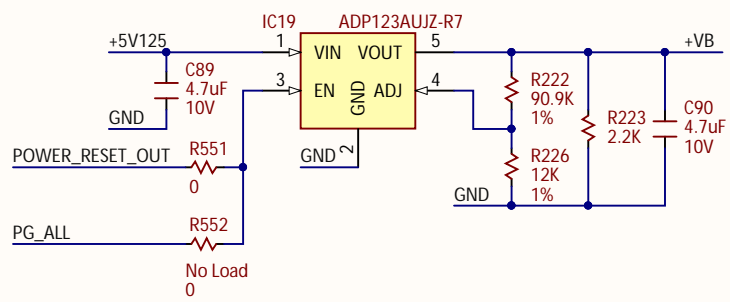 IC19 ADP123AUJZ-R7
+5V125 1 VIN VOUT 5 +VB
C89
4.7uF
10V
3 EN GND ADJ 4
R222
90.9K
1%
R223
2.2K
C90
4.7uF
10V
GND
GND 2
R226
12K
1%
GND
POWER_RESET_OUT R551
0
PG_ALL R552
No Load
0